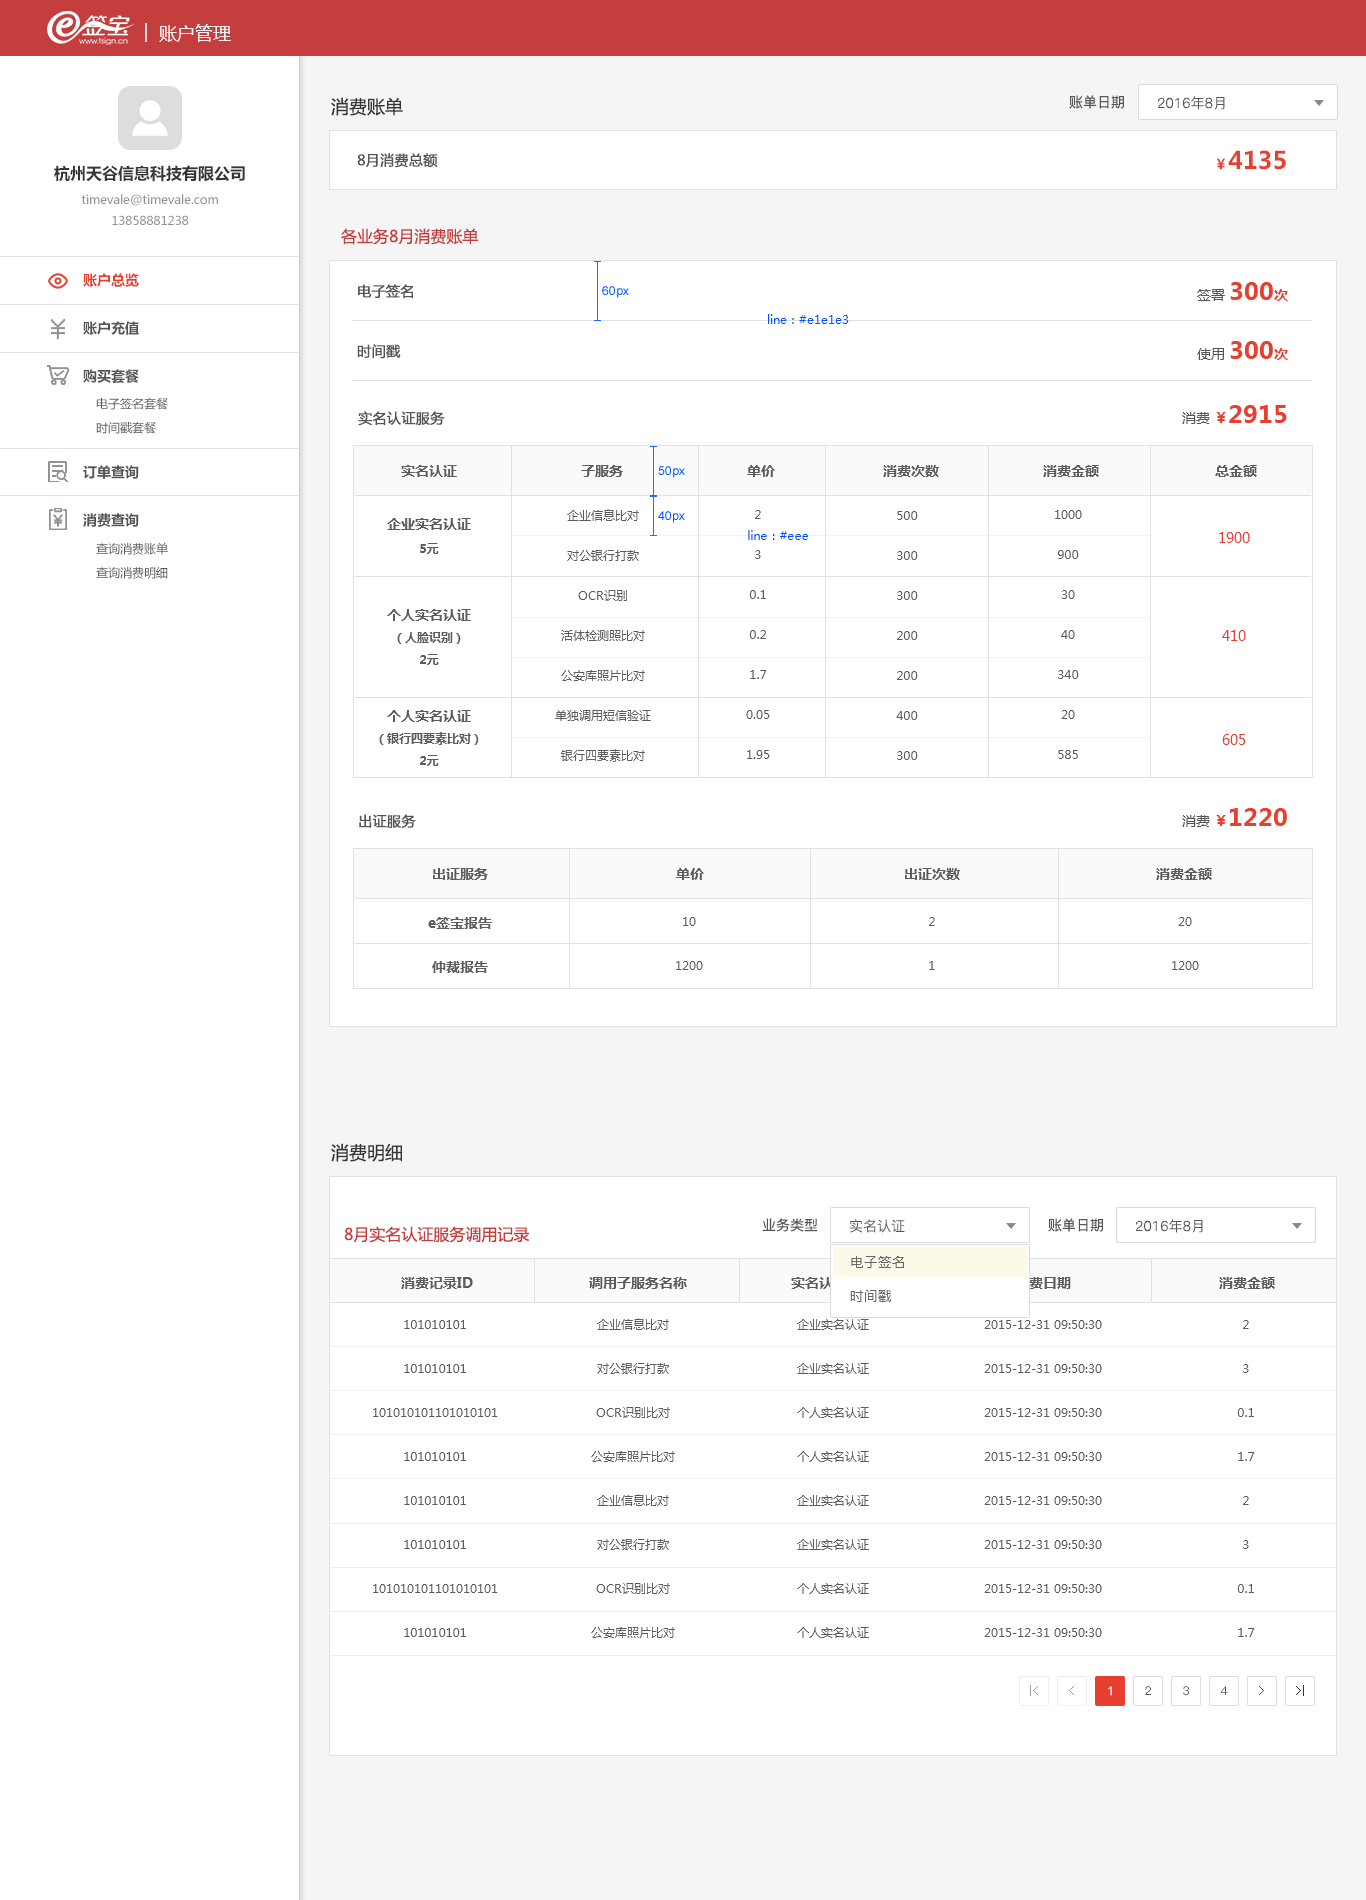 e签宝 | 账户管理
www.tsign.cn
杭州天谷信息科技有限公司
timevale@timevale.com
13858881238
账户总览
账户充值
购买套餐
电子签名套餐
时间戳套餐
订单查询
消费查询
查询消费账单
查询消费明细
消费账单 账单日期 2016年8月
8月消费总额 ¥4135
各业务8月消费账单
电子签名 60px 签署 300次
line : #e1e1e3
时间戳 使用 300次
实名认证服务 消费 ¥2915
实名认证 子服务 50px 单价 消费次数 消费金额 总金额
企业实名认证
5元
企业信息比对 40px 2 500 1000
line : #eee
对公银行打款 3 300 900
1900
个人实名认证
（人脸识别）
2元
OCR识别 0.1 300 30
活体检测照比对 0.2 200 40
公安库照片比对 1.7 200 340
410
个人实名认证
（银行四要素比对）
2元
单独调用短信验证 0.05 400 20
银行四要素比对 1.95 300 585
605
出证服务 消费 ¥1220
出证服务 单价 出证次数 消费金额
e签宝报告 10 2 20
仲裁报告 1200 1 1200
消费明细
8月实名认证服务调用记录 业务类型 实名认证 账单日期 2016年8月
电子签名
时间戳
消费记录ID 调用子服务名称 实名认 费日期 消费金额
101010101 企业信息比对 企业实名认证 2015-12-31 09:50:30 2
101010101 对公银行打款 企业实名认证 2015-12-31 09:50:30 3
101010101101010101 OCR识别比对 个人实名认证 2015-12-31 09:50:30 0.1
101010101 公安库照片比对 个人实名认证 2015-12-31 09:50:30 1.7
101010101 企业信息比对 企业实名认证 2015-12-31 09:50:30 2
101010101 对公银行打款 企业实名认证 2015-12-31 09:50:30 3
101010101101010101 OCR识别比对 个人实名认证 2015-12-31 09:50:30 0.1
101010101 公安库照片比对 个人实名认证 2015-12-31 09:50:30 1.7
1 2 3 4